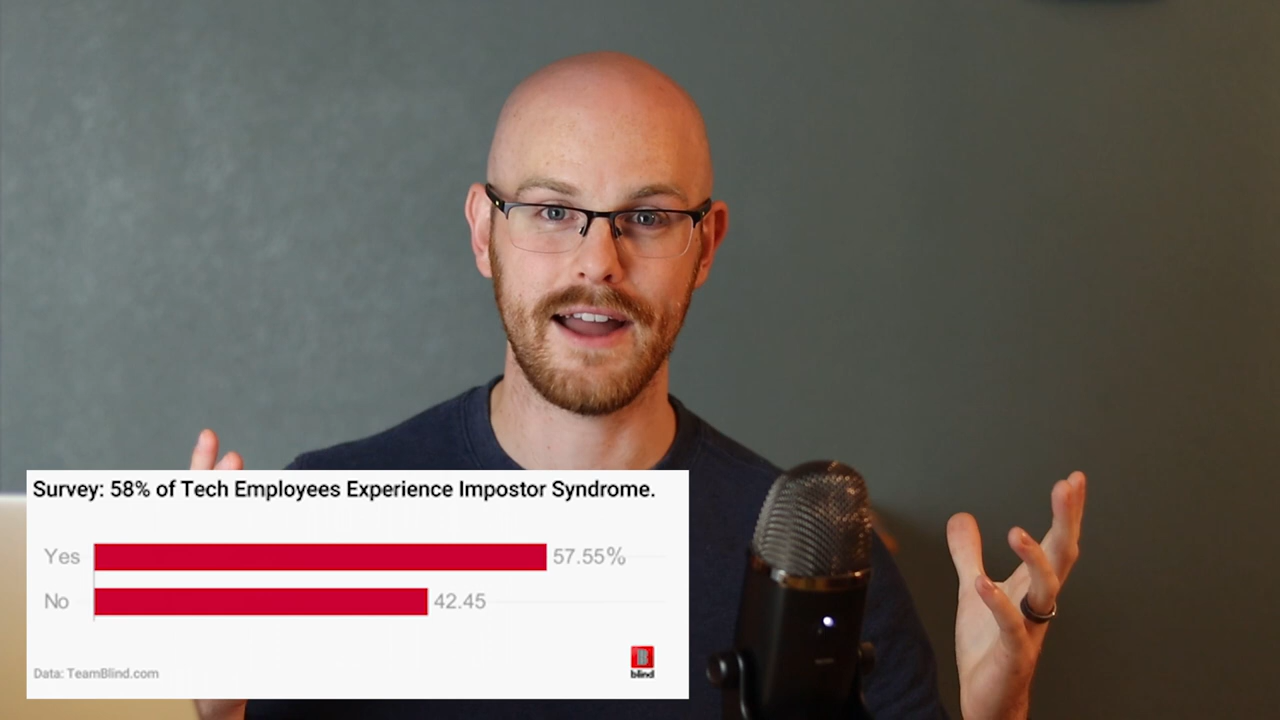 Survey: 58% of Tech Employees Experience Impostor Syndrome.
Yes 57.55%
No 42.45
Data: TeamBlind.com
B
blind